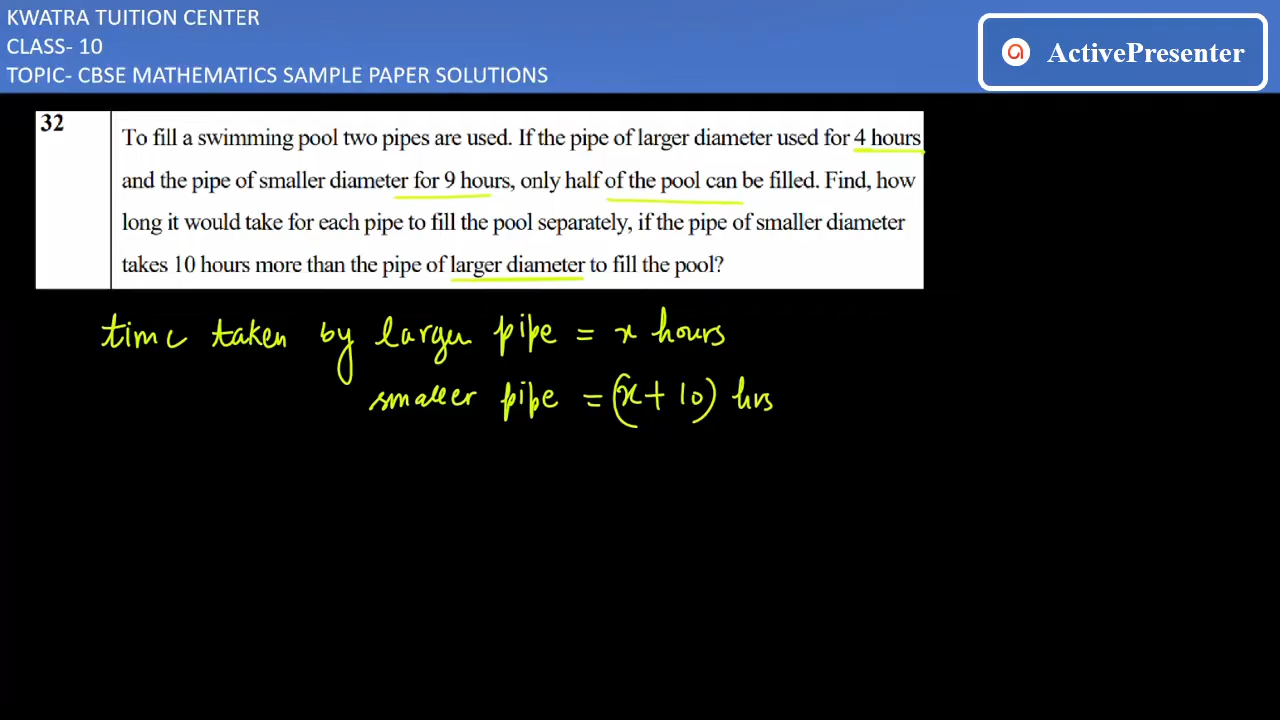 KWATRA TUITION CENTER
CLASS- 10
TOPIC- CBSE MATHEMATICS SAMPLE PAPER SOLUTIONS
ActivePresenter
32
To fill a swimming pool two pipes are used. If the pipe of larger diameter used for 4 hours
and the pipe of smaller diameter for 9 hours, only half of the pool can be filled. Find, how
long it would take for each pipe to fill the pool separately, if the pipe of smaller diameter
takes 10 hours more than the pipe of larger diameter to fill the pool?
time taken by larger pipe = x hours
smaller pipe = (x + 10) hrs